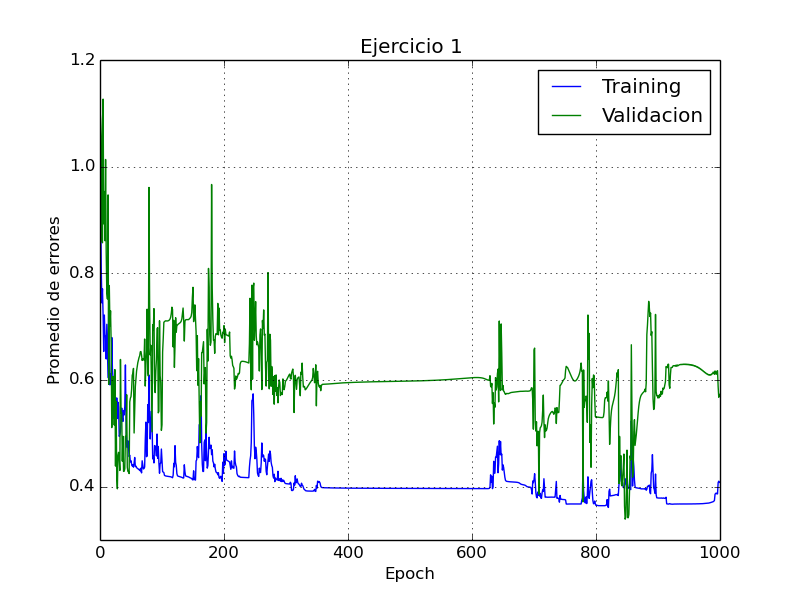 Ejercicio 1
Training
Validacion
Promedio de errores
1.2
1.0
0.8
0.6
0.4
0
200
400
600
800
1000
Epoch